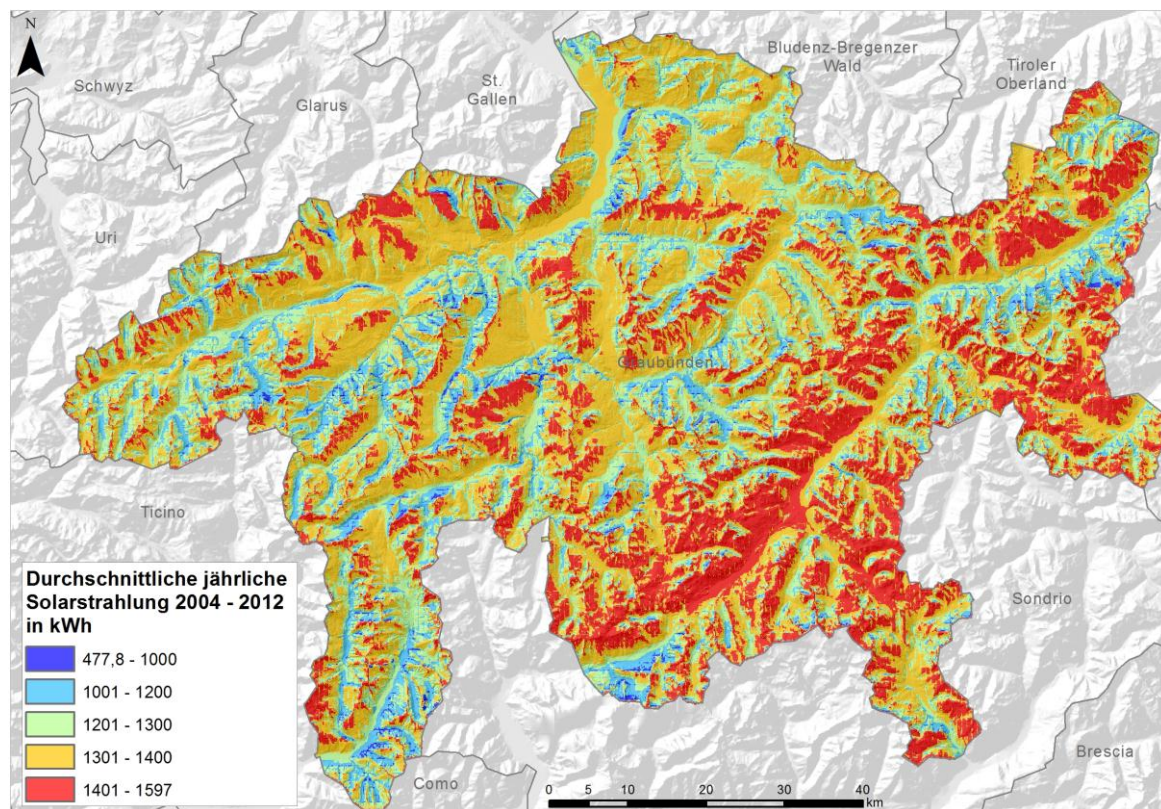 N
Schwyz
Glarus
St.
Gallen
Bludenz-Bregenzer
Wald
Tiroler
Oberland
Uri
Graubünden
Ticino
Sondrio
Como
Brescia
Durchschnittliche jährliche
Solarstrahlung 2004 - 2012
in kWh
477,8 - 1000
1001 - 1200
1201 - 1300
1301 - 1400
1401 - 1597
0 5 10 20 30 40
km